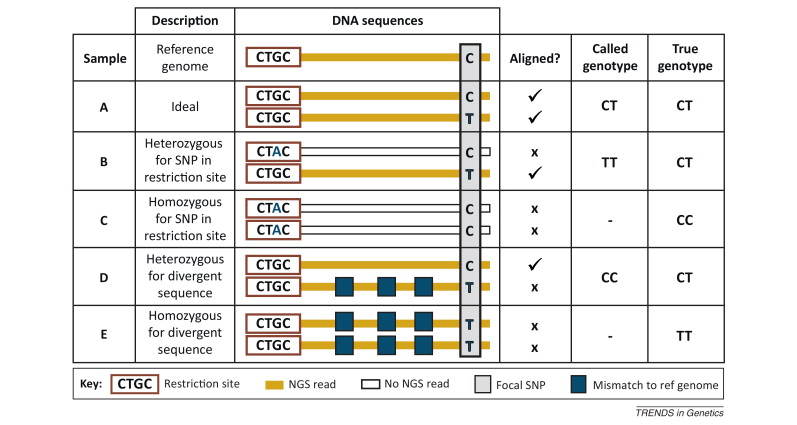 Description DNA sequences
Sample Reference genome CTGC C Aligned? Called genotype True genotype
A Ideal CTGC C ✓ CT CT
CTGC T ✓
B Heterozygous for SNP in restriction site CTAC C x TT CT
CTGC T ✓
C Homozygous for SNP in restriction site CTAC C x - CC
CTAC C x
D Heterozygous for divergent sequence CTGC C ✓ CC CT
CTGC T x
E Homozygous for divergent sequence CTGC T x - TT
CTGC T x
Key: CTGC Restriction site NGS read No NGS read Focal SNP Mismatch to ref genome
TRENDS in Genetics